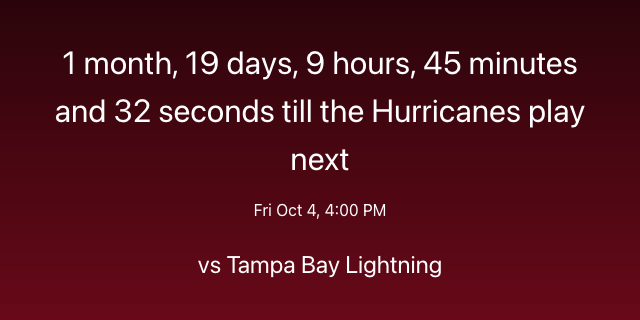 1 month, 19 days, 9 hours, 45 minutes
and 32 seconds till the Hurricanes play
next
Fri Oct 4, 4:00 PM
vs Tampa Bay Lightning